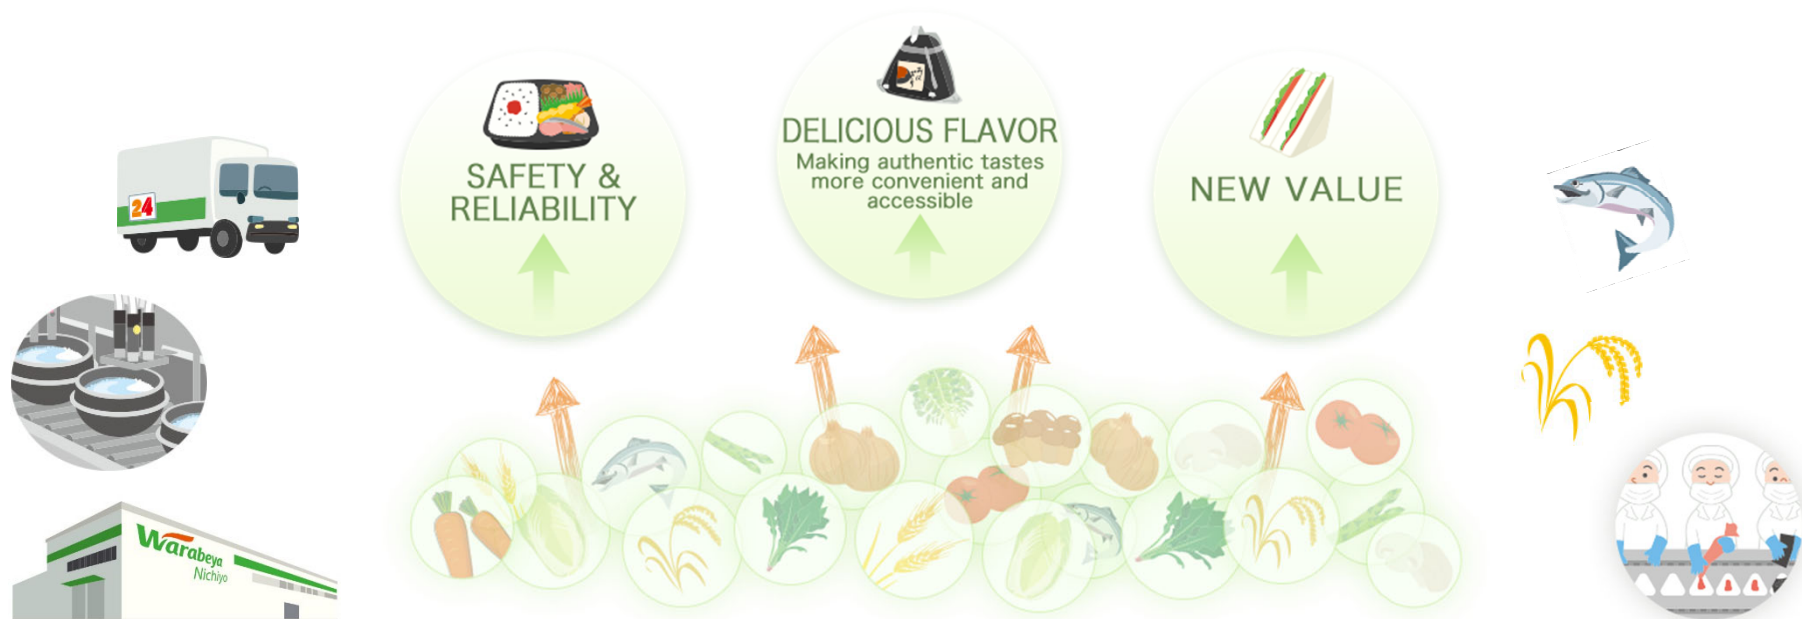 SAFETY &
RELIABILITY
DELICIOUS FLAVOR
Making authentic tastes
more convenient and
accessible
NEW VALUE
24
Warabeya
Nichiyo